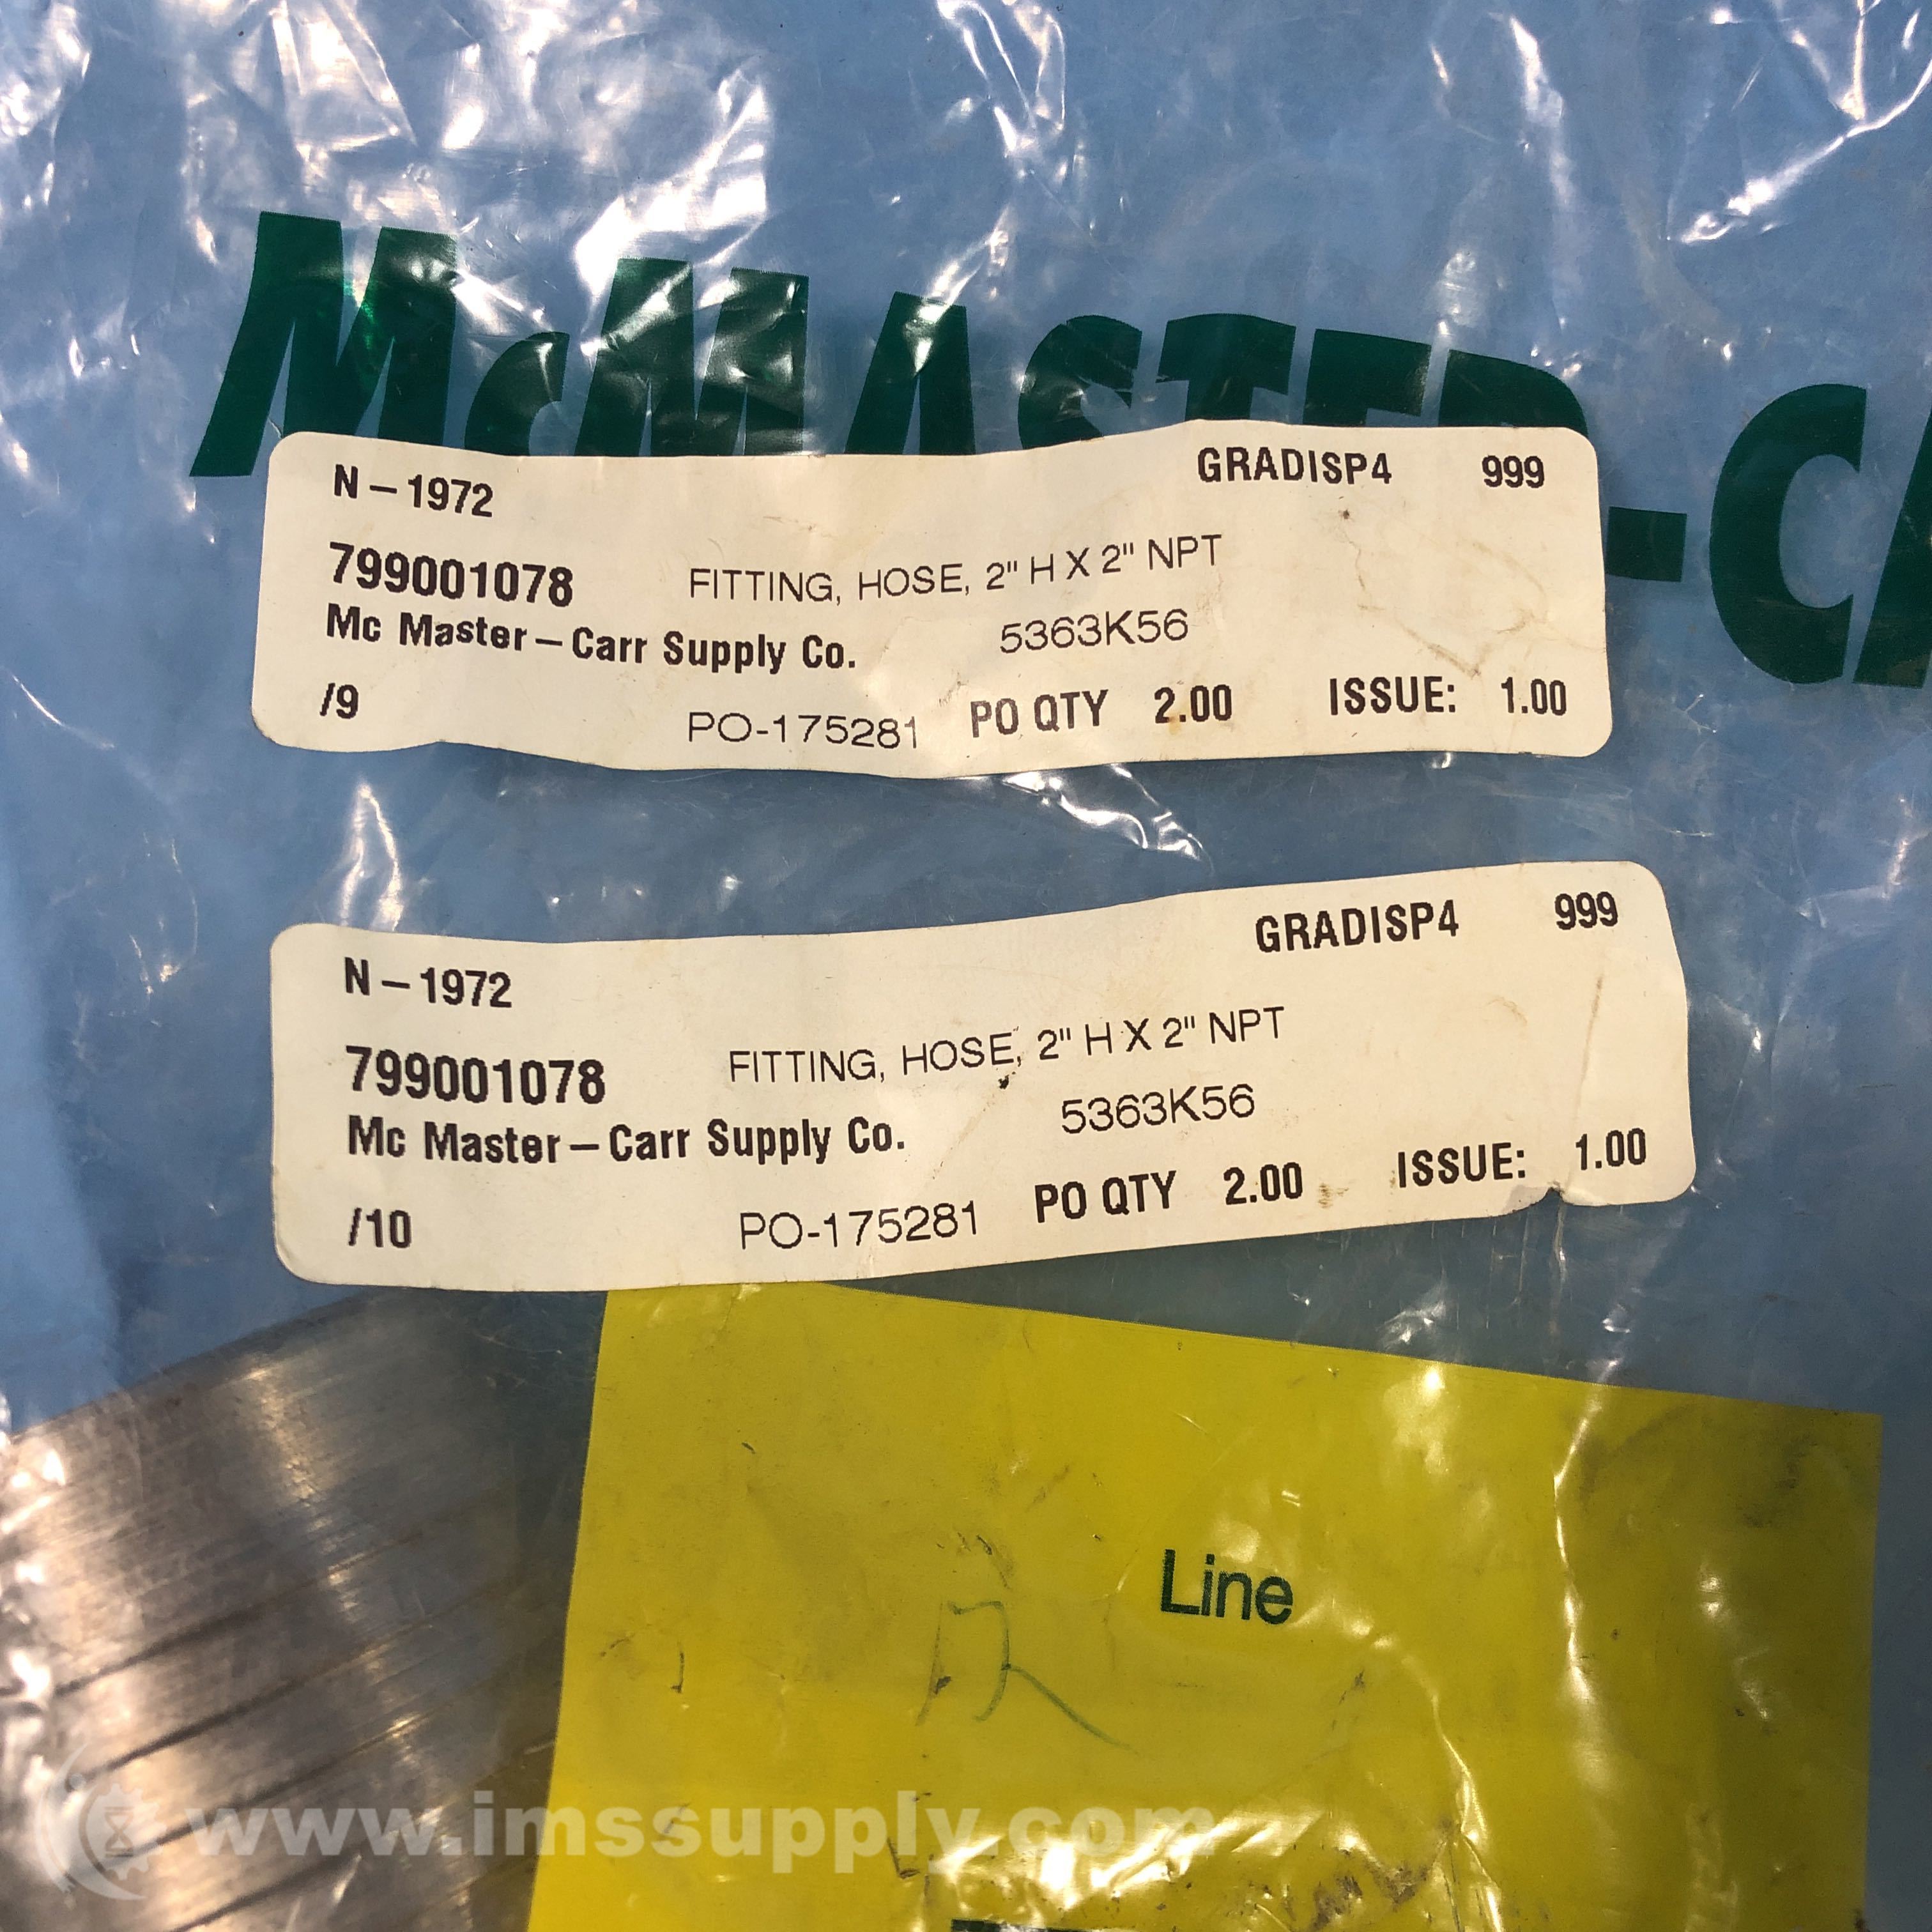 McMASTER-CA
N-1972 GRADISP4 999
799001078 FITTING, HOSE, 2" H X 2" NPT
Mc Master-Carr Supply Co. 5363K56
/9 PO-175281 PO QTY 2.00 ISSUE: 1.00
N-1972 GRADISP4 999
799001078 FITTING, HOSE, 2" H X 2" NPT
Mc Master-Carr Supply Co. 5363K56
/10 PO-175281 PO QTY 2.00 ISSUE: 1.00
Line
www.imssupply.com